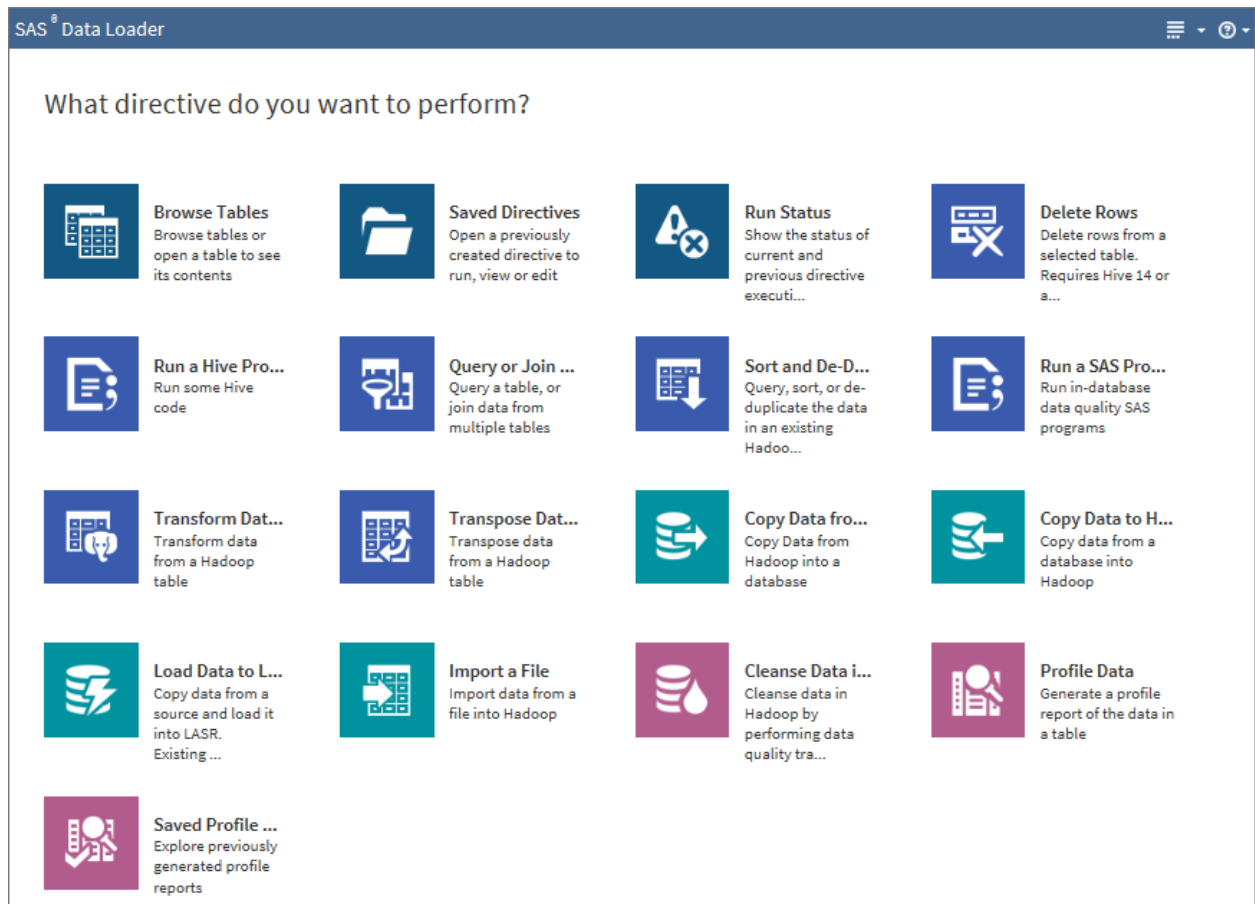 SAS® Data Loader
What directive do you want to perform?
Browse Tables
Browse tables or
open a table to see
its contents
Saved Directives
Open a previously
created directive to
run, view or edit
Run Status
Show the status of
current and
previous directive
executi...
Delete Rows
Delete rows from a
selected table.
Requires Hive 14 or
a...
Run a Hive Pro...
Run some Hive
code
Query or Join ...
Query a table, or
join data from
multiple tables
Sort and De-D...
Query, sort, or de-
duplicate the data
in an existing
Hadoo...
Run a SAS Pro...
Run in-database
data quality SAS
programs
Transform Dat...
Transform data
from a Hadoop
table
Transpose Dat...
Transpose data
from a Hadoop
table
Copy Data fro...
Copy Data from
Hadoop into a
database
Copy Data to H...
Copy data from a
database into
Hadoop
Load Data to L...
Copy data from a
source and load it
into LASR.
Existing ...
Import a File
Import data from a
file into Hadoop
Cleanse Data i...
Cleanse data in
Hadoop by
performing data
quality tra...
Profile Data
Generate a profile
report of the data in
a table
Saved Profile ...
Explore previously
generated profile
reports